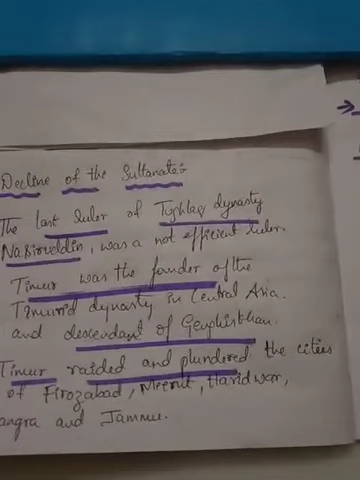 Decline of the Sultanate:
The last ruler of Tughlaq dynasty
Nasiruddin, was a not efficient ruler.
Timur was the founder of the
Timurid dynasty in Central Asia.
and descendant of Genghiskhan.
Timur raided and plundered the cities
of Firozabad, Meerut, Haridwar,
angra and Jammu.